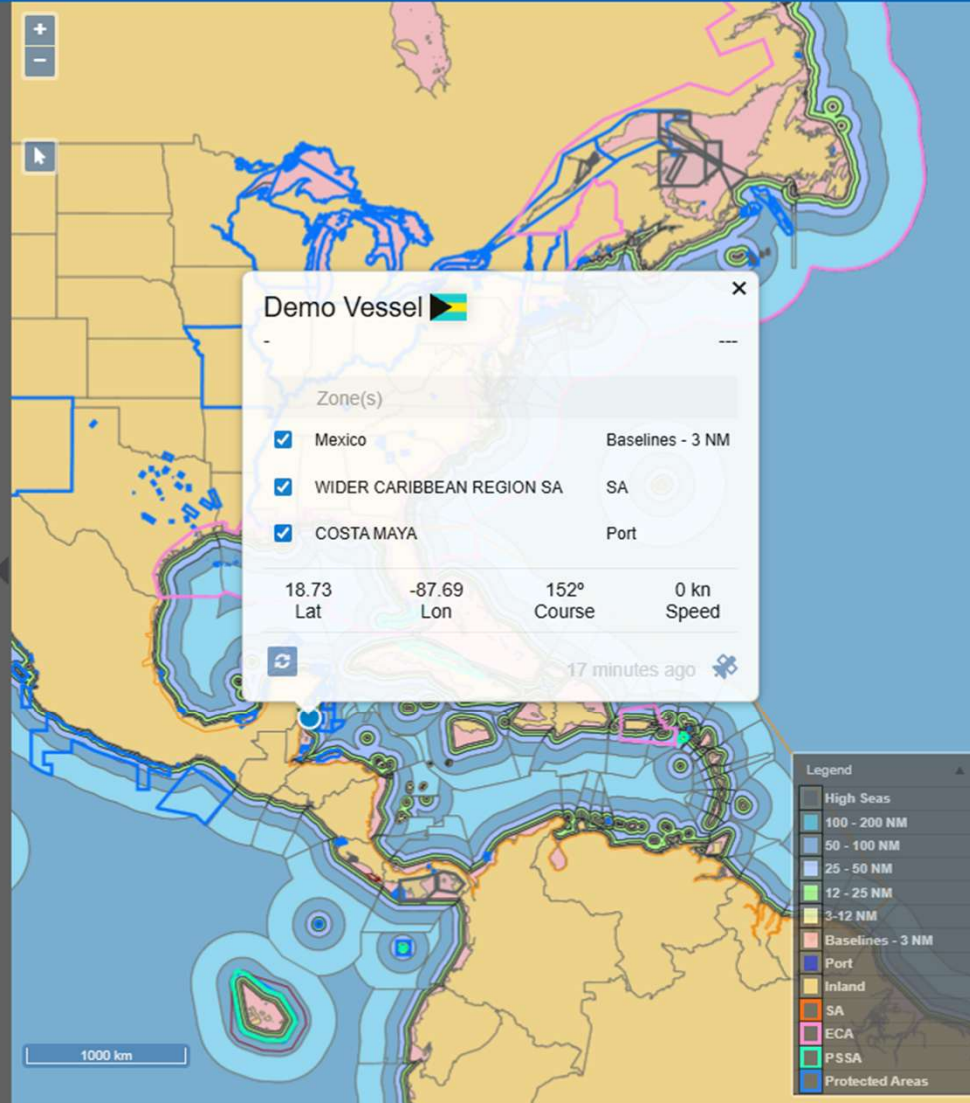 +
−
Demo Vessel
×
-
---
Zone(s)
Mexico Baselines - 3 NM
WIDER CARIBBEAN REGION SA SA
COSTA MAYA Port
18.73 -87.69 152º 0 kn
Lat Lon Course Speed
17 minutes ago
Legend
High Seas
100 - 200 NM
50 - 100 NM
25 - 50 NM
12 - 25 NM
3-12 NM
Baselines - 3 NM
Port
Inland
SA
ECA
PSSA
Protected Areas
1000 km